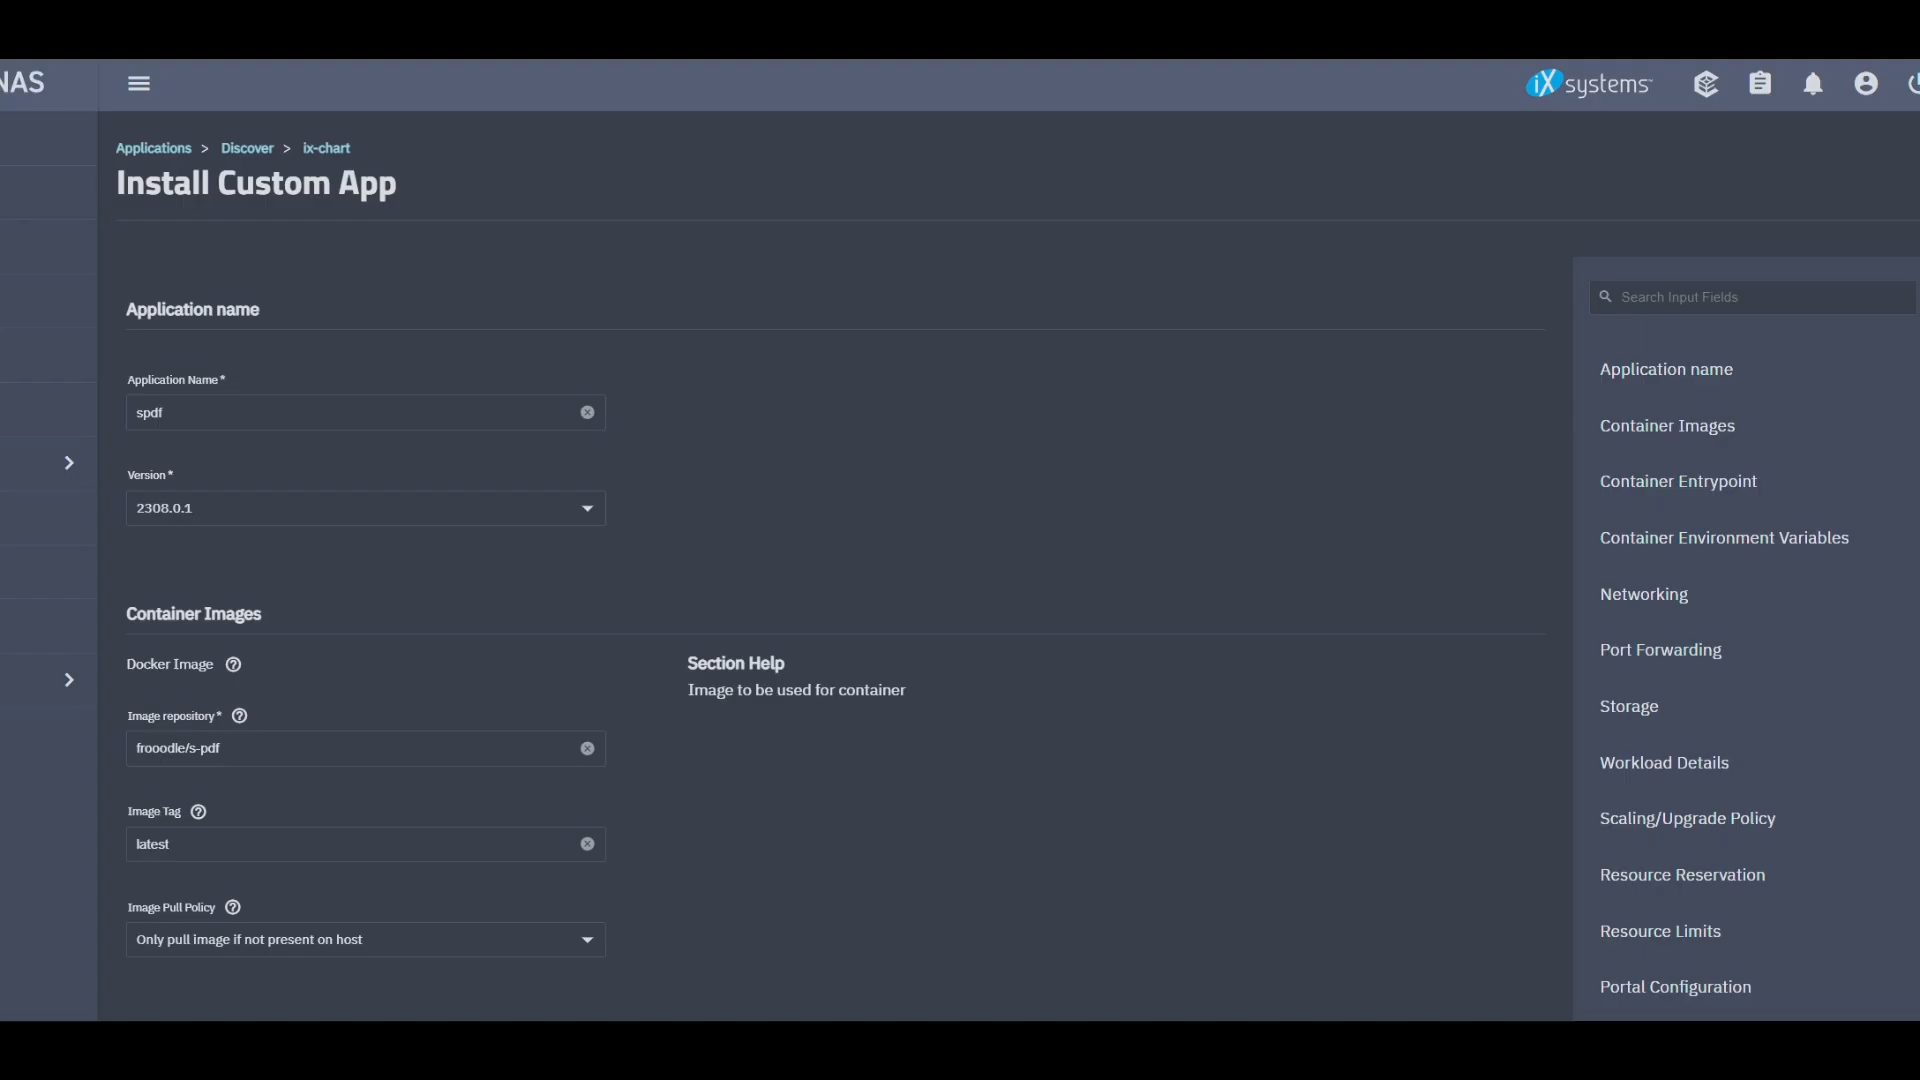 NAS
iXsystems
Applications > Discover > ix-chart
Install Custom App
Application name
Application Name*
spdf
Version*
2308.0.1
Container Images
Docker Image
Section Help
Image to be used for container
Image repository*
frooodle/s-pdf
Image Tag
latest
Image Pull Policy
Only pull image if not present on host
Search Input Fields
Application name
Container Images
Container Entrypoint
Container Environment Variables
Networking
Port Forwarding
Storage
Workload Details
Scaling/Upgrade Policy
Resource Reservation
Resource Limits
Portal Configuration